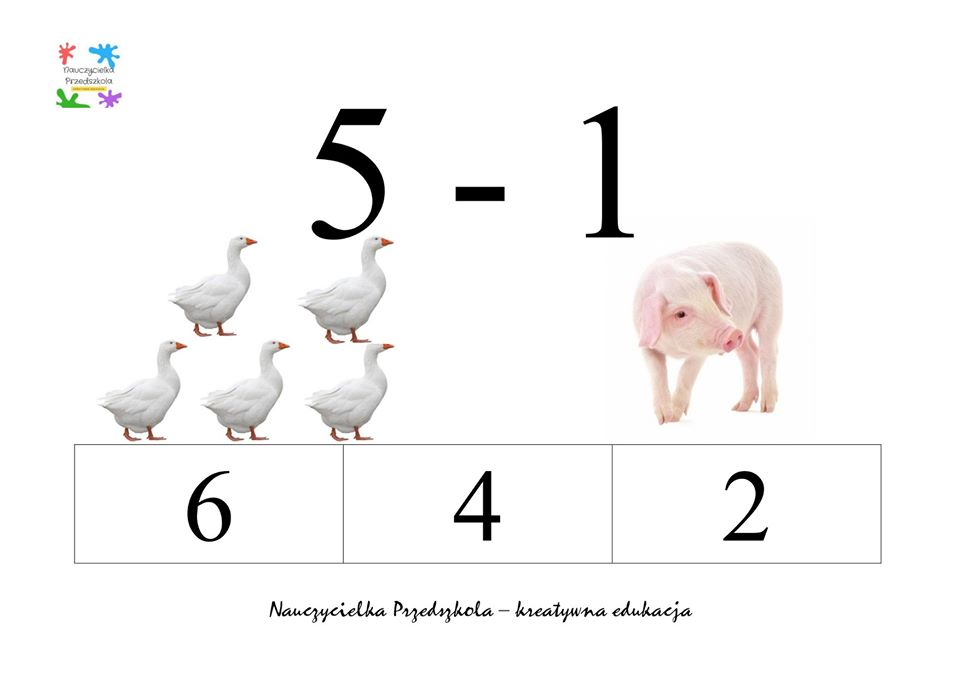 Nauczycielka
Przedszkola
5 - 1
6 4 2
Nauczycielka Przedszkola – kreatywna edukacja